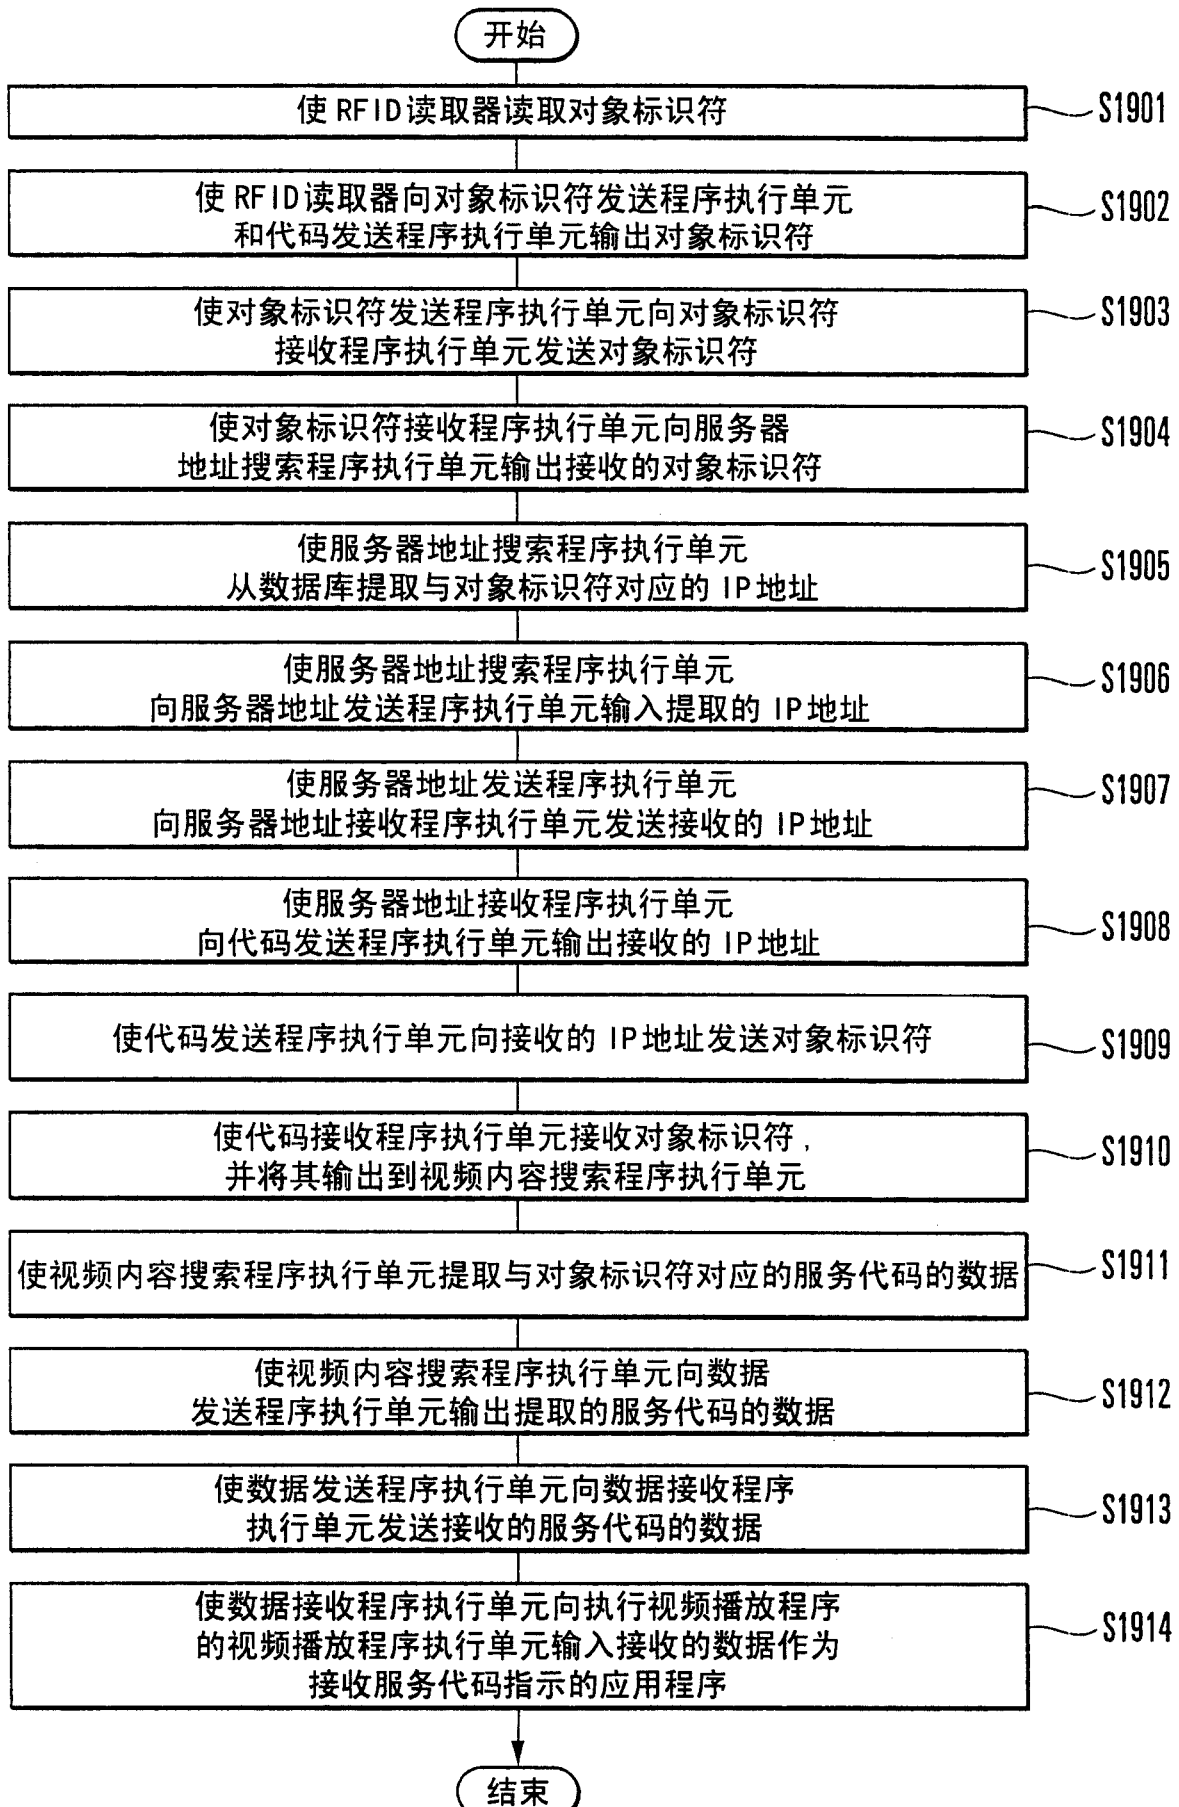 开始
使RFID读取器读取对象标识符
S1901
使RFID读取器向对象标识符发送程序执行单元
和代码发送程序执行单元输出对象标识符
S1902
使对象标识符发送程序执行单元向对象标识符
接收程序执行单元发送对象标识符
S1903
使对象标识符接收程序执行单元向服务器
地址搜索程序执行单元输出接收的对象标识符
S1904
使服务器地址搜索程序执行单元
从数据库提取与对象标识符对应的IP地址
S1905
使服务器地址搜索程序执行单元
向服务器地址发送程序执行单元输入提取的IP地址
S1906
使服务器地址发送程序执行单元
向服务器地址接收程序执行单元发送接收的IP地址
S1907
使服务器地址接收程序执行单元
向代码发送程序执行单元输出接收的IP地址
S1908
使代码发送程序执行单元向接收的IP地址发送对象标识符
S1909
使代码接收程序执行单元接收对象标识符,
并将其输出到视频内容搜索程序执行单元
S1910
使视频内容搜索程序执行单元提取与对象标识符对应的服务代码的数据
S1911
使视频内容搜索程序执行单元向数据
发送程序执行单元输出提取的服务代码的数据
S1912
使数据发送程序执行单元向数据接收程序
执行单元发送接收的服务代码的数据
S1913
使数据接收程序执行单元向执行视频播放程序
的视频播放程序执行单元输入接收的数据作为
接收服务代码指示的应用程序
S1914
结束